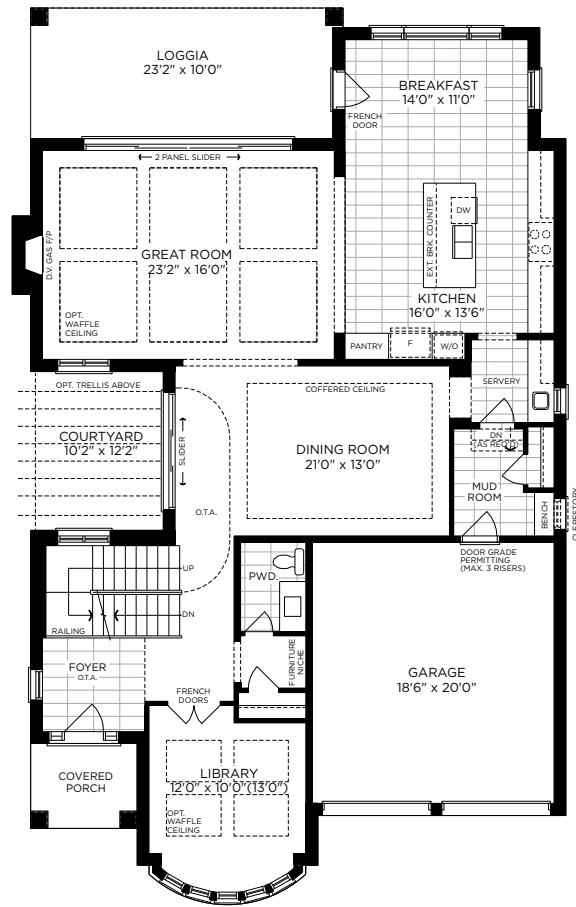 LOGGIA
23'2" x 10'0"
BREAKFAST
14'0" x 11'0"
FRENCH
DOOR
2 PANEL SLIDER
D.V. GAS F/P
GREAT ROOM
23'2" x 16'0"
OPT.
WAFFLE
CEILING
EXT. BRK. COUNTER
DW
KITCHEN
16'0" x 13'6"
PANTRY
F
W/O
OPT. TRELLIS ABOVE
COURTYARD
10'2" x 12'2"
SLIDER
COFFERED CEILING
SERVERY
DINING ROOM
21'0" x 13'0"
DN
(AS REQ'D)
MUD
ROOM
BENCH
CLERESTORY
O.T.A.
UP
DN
RAILING
PWD.
DOOR GRADE
PERMITTING
(MAX. 3 RISERS)
FOYER
O.T.A.
FURNITURE
NICHE
GARAGE
18'6" x 20'0"
FRENCH
DOORS
COVERED
PORCH
LIBRARY
12'0" x 10'0"(13'0")
OPT.
WAFFLE
CEILING